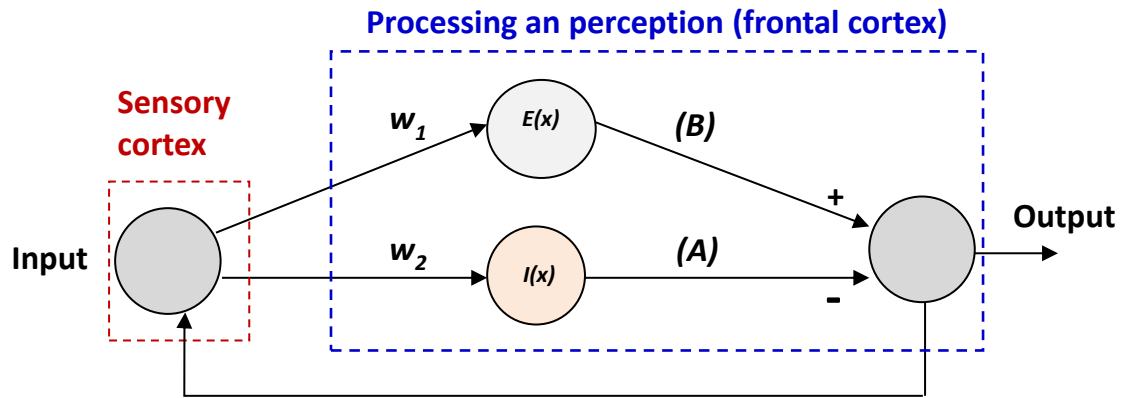 Processing an perception (frontal cortex)
Sensory
cortex
w1
E(x)
(B)
+
Input
w2
I(x)
(A)
-
Output